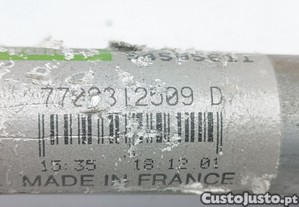 7700312509 D
13:35 18.12.01
MADE IN FRANCE
CustoJusto.pt